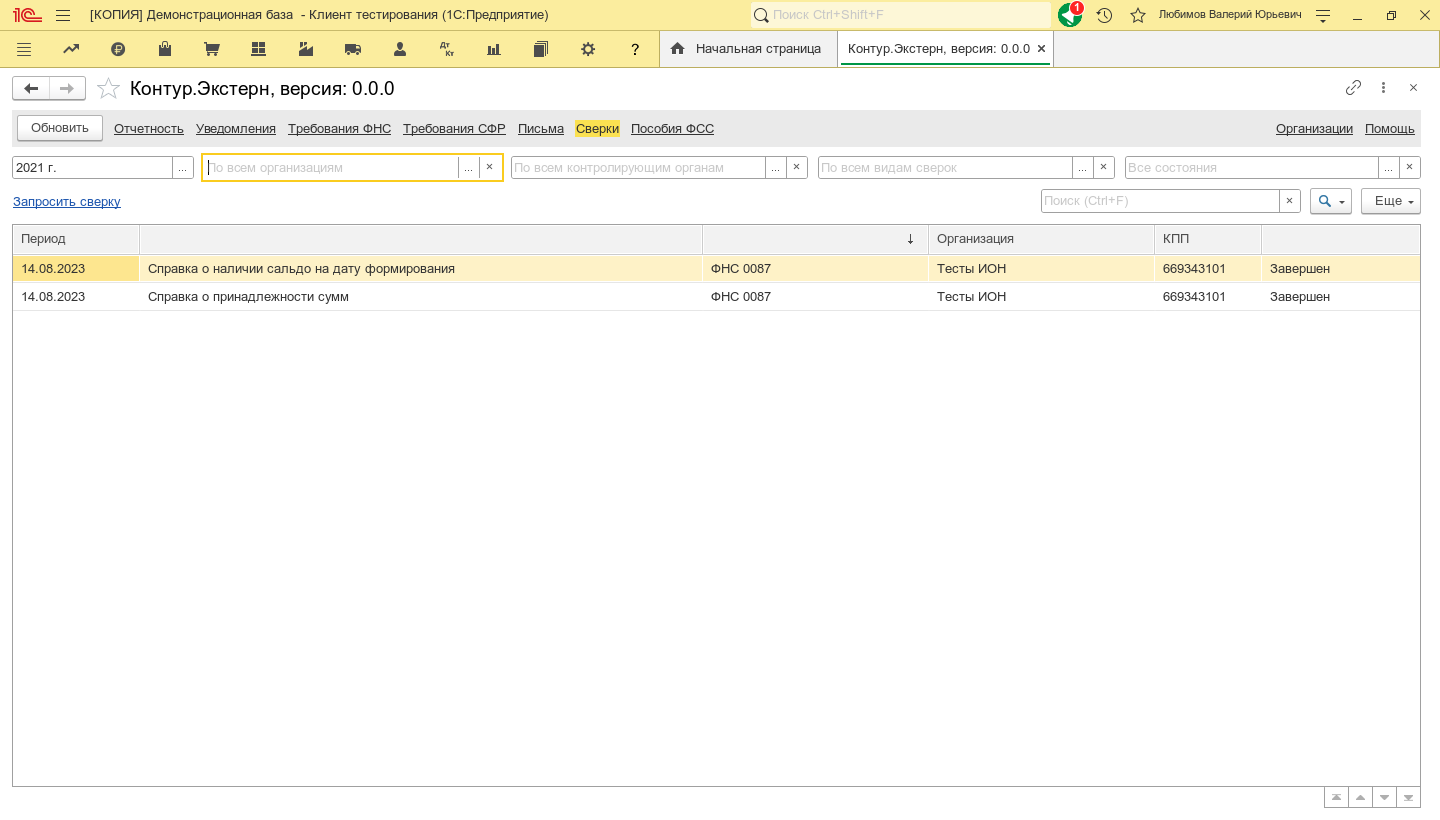 [КОПИЯ] Демонстрационная база - Клиент тестирования (1С:Предприятие)
Поиск Ctrl+Shift+F
1
Любимов Валерий Юрьевич
Дт Кт
?
Начальная страница
Контур.Экстерн, версия: 0.0.0
Контур.Экстерн, версия: 0.0.0
Обновить Отчетность Уведомления Требования ФНС Требования СФР Письма Сверки Пособия ФСС Организации Помощь
2021 г. ... По всем организациям ... × По всем контролирующим органам ... × По всем видам сверок ... × Все состояния ... ×
Запросить сверку Поиск (Ctrl+F) × Еще
Период ↓ Организация КПП
14.08.2023 Справка о наличии сальдо на дату формирования ФНС 0087 Тесты ИОН 669343101 Завершен
14.08.2023 Справка о принадлежности сумм ФНС 0087 Тесты ИОН 669343101 Завершен